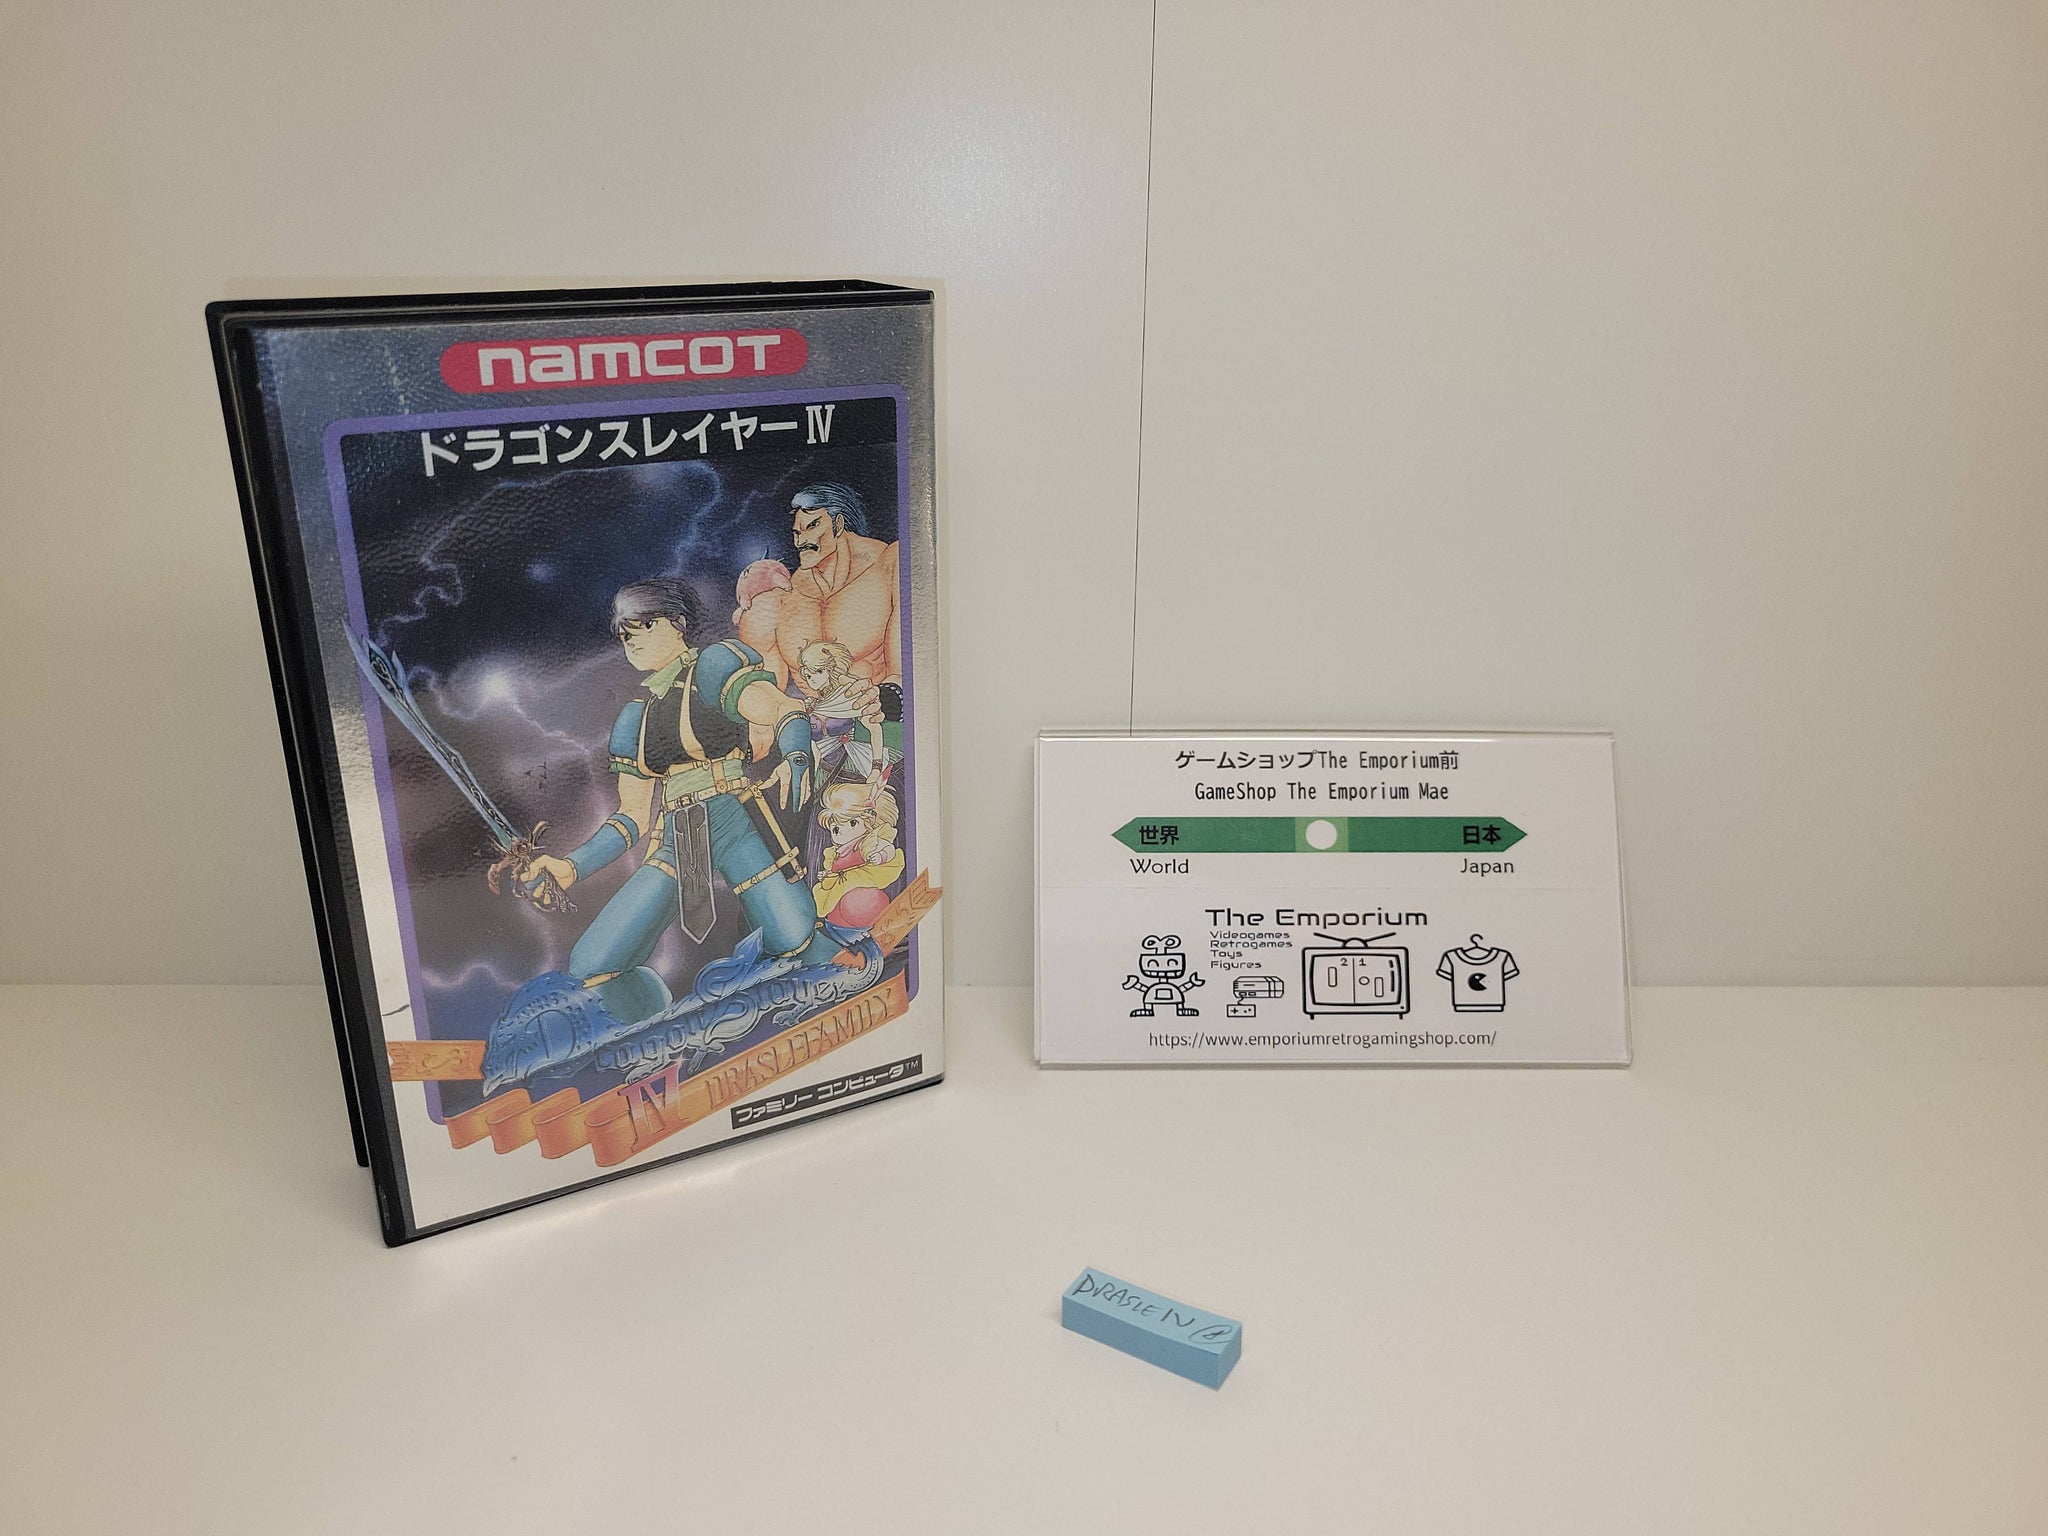 namcot
ドラゴンスレイヤーⅣ
Dragon Slayer
IV DRASLEFAMILY
ファミリー コンピュータ™
ゲームショップThe Emporium前
GameShop The Emporium Mae
世界 日本
World Japan
The Emporium
Videogames
Retrogames
Toys
Figures
2 1
https://www.emporiumretrogamingshop.com/
DRASLE IV